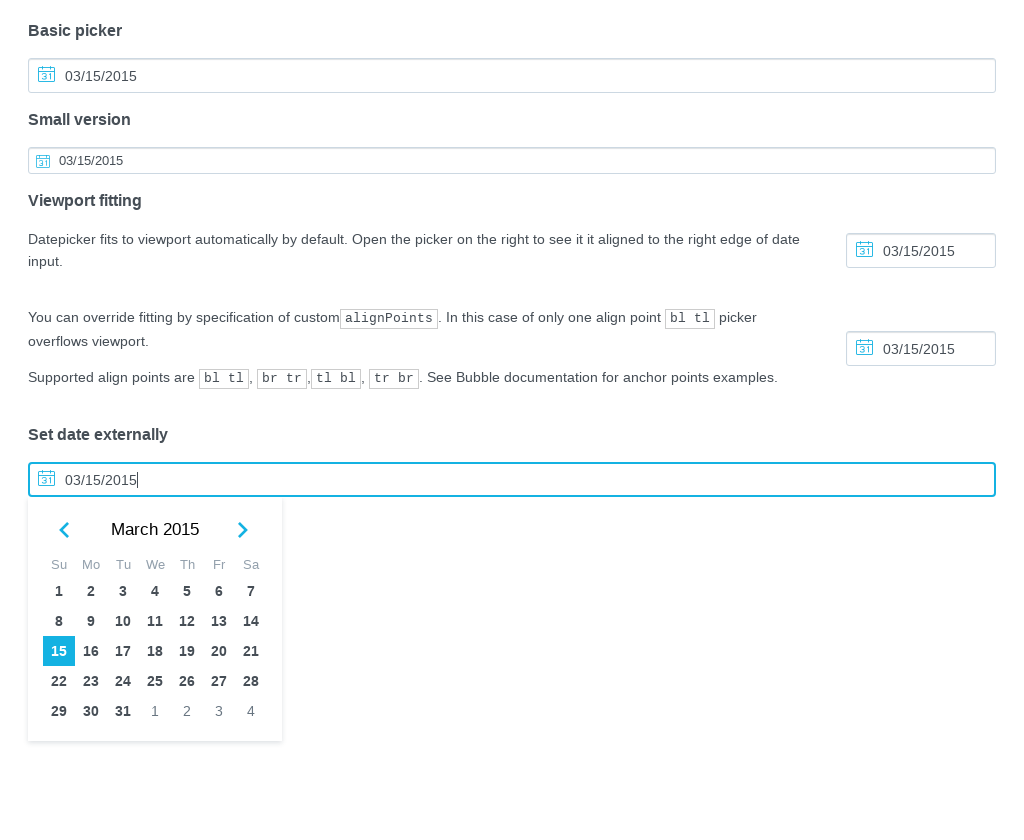 Basic picker
03/15/2015
Small version
03/15/2015
Viewport fitting
Datepicker fits to viewport automatically by default. Open the picker on the right to see it it aligned to the right edge of date
input.
03/15/2015
You can override fitting by specification of custom alignPoints. In this case of only one align point bl tl picker
overflows viewport.
03/15/2015
Supported align points are bl tl, br tr, tl bl, tr br. See Bubble documentation for anchor points examples.
Set date externally
03/15/2015
March 2015
Su Mo Tu We Th Fr Sa
1 2 3 4 5 6 7
8 9 10 11 12 13 14
15 16 17 18 19 20 21
22 23 24 25 26 27 28
29 30 31 1 2 3 4